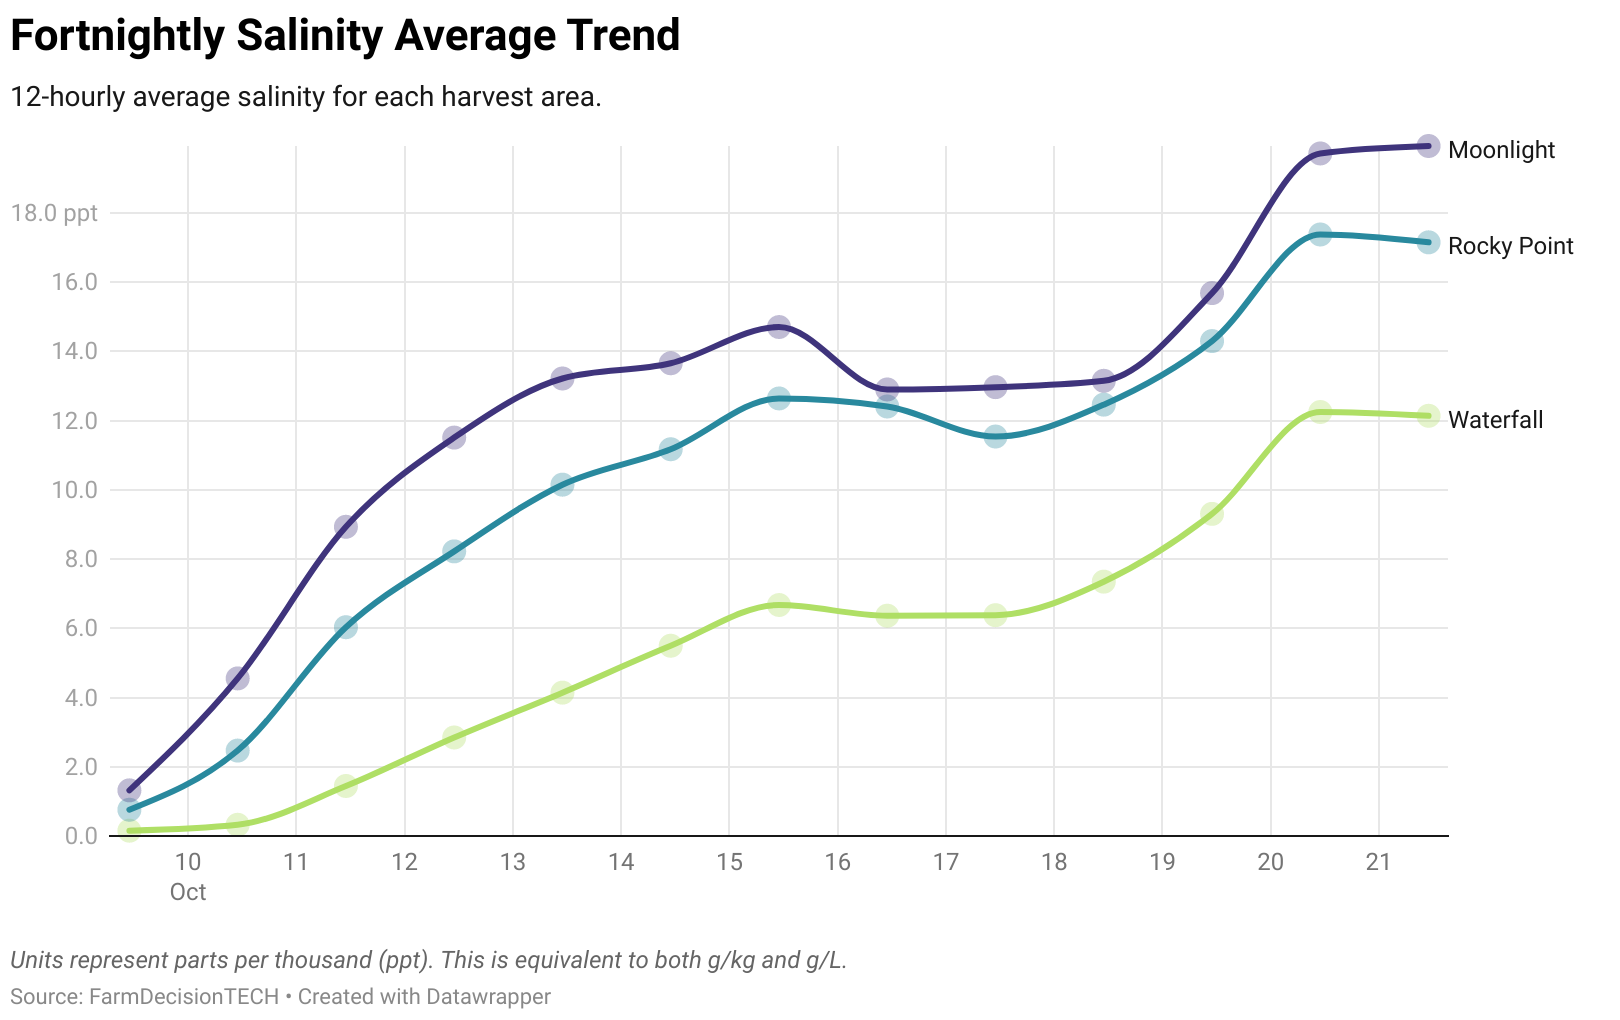 Fortnightly Salinity Average Trend
12-hourly average salinity for each harvest area.
Moonlight
18.0 ppt
Rocky Point
16.0
14.0
12.0
Waterfall
10.0
8.0
6.0
4.0
2.0
0.0
10 11 12 13 14 15 16 17 18 19 20 21
Oct
Units represent parts per thousand (ppt). This is equivalent to both g/kg and g/L.
Source: FarmDecisionTECH • Created with Datawrapper